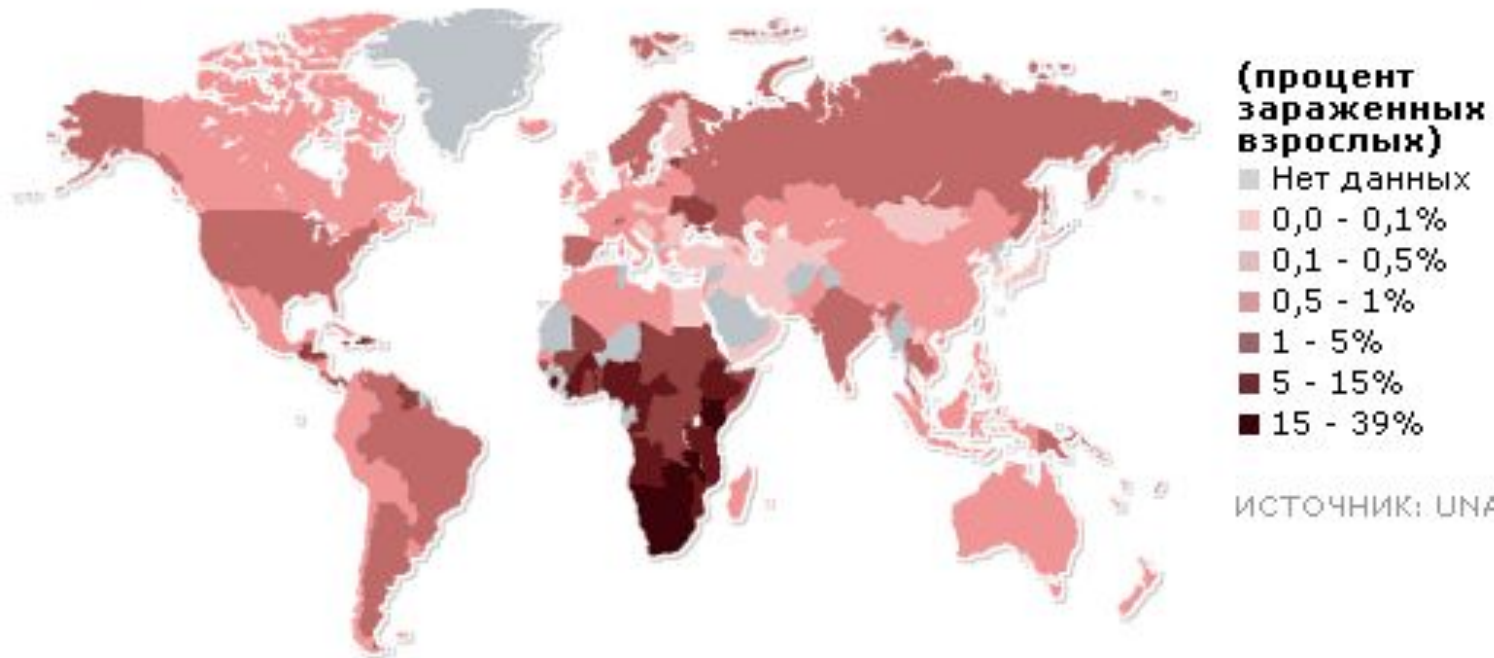 (процент
зараженных
взрослых)
Нет данных
0,0 - 0,1%
0,1 - 0,5%
0,5 - 1%
1 - 5%
5 - 15%
15 - 39%
ИСТОЧНИК: UNA